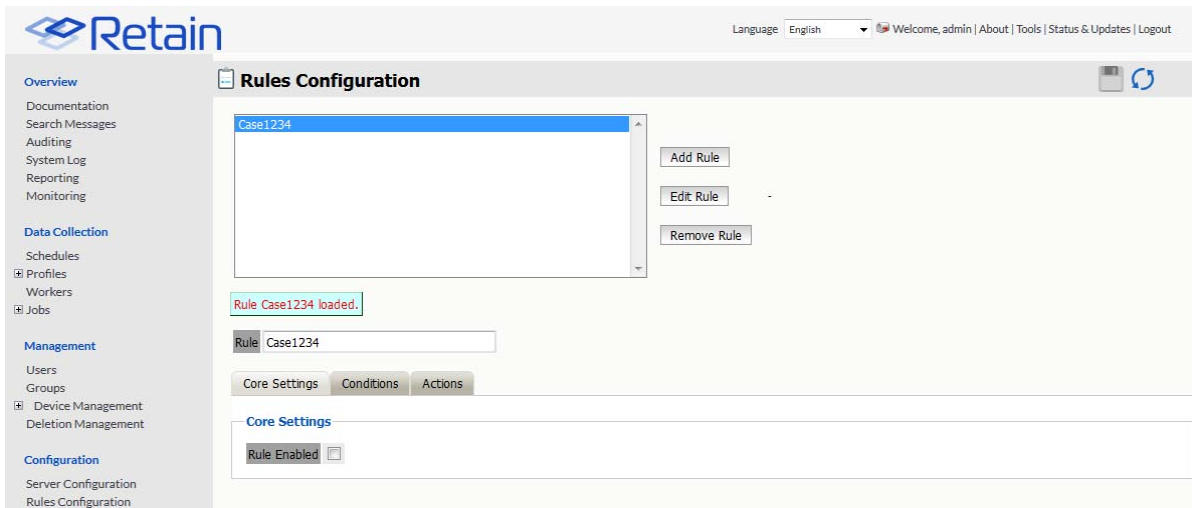 Retain
Language English Welcome, admin | About | Tools | Status & Updates | Logout
Overview
Documentation
Search Messages
Auditing
System Log
Reporting
Monitoring
Data Collection
Schedules
Profiles
Workers
Jobs
Management
Users
Groups
Device Management
Deletion Management
Configuration
Server Configuration
Rules Configuration
Rules Configuration
Case1234
Add Rule
Edit Rule -
Remove Rule
Rule Case1234 loaded.
Rule Case1234
Core Settings Conditions Actions
Core Settings
Rule Enabled